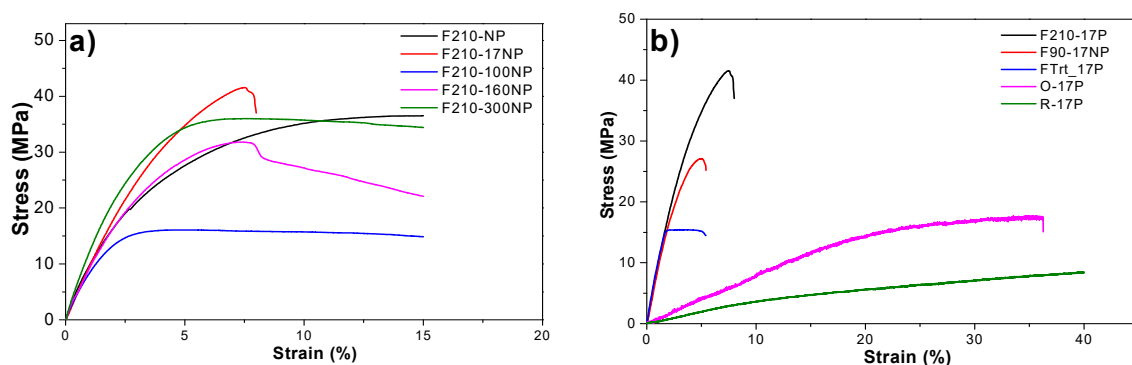 a)
F210-NP
F210-17NP
F210-100NP
F210-160NP
F210-300NP
Stress (MPa)
50
40
30
20
10
0
0 5 10 15 20
Strain (%)
b)
F210-17P
F90-17NP
FTrt_17P
O-17P
R-17P
Stress (MPa)
50
40
30
20
10
0
0 10 20 30 40
Strain (%)